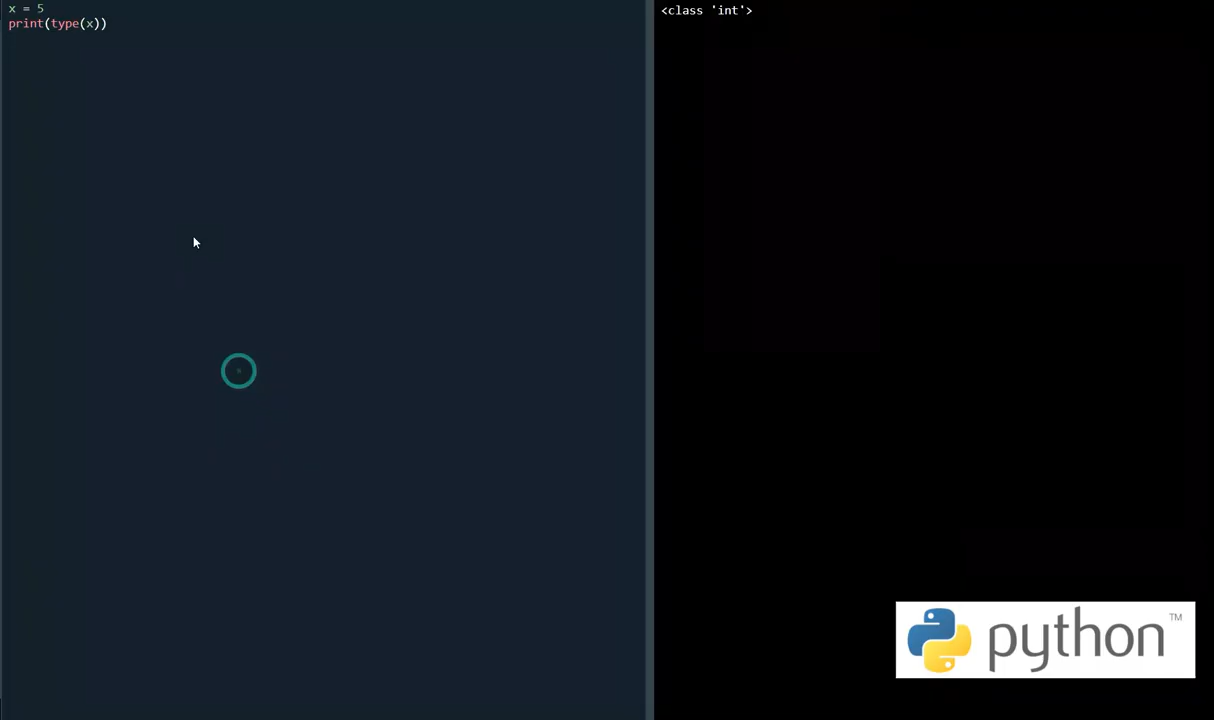 x = 5
print(type(x))
<class 'int'>
python™